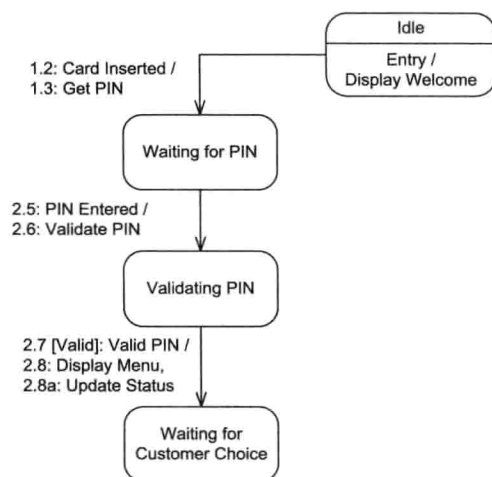 Idle
Entry /
Display Welcome
1.2: Card Inserted /
1.3: Get PIN
Waiting for PIN
2.5: PIN Entered /
2.6: Validate PIN
Validating PIN
2.7 [Valid]: Valid PIN /
2.8: Display Menu,
2.8a: Update Status
Waiting for
Customer Choice